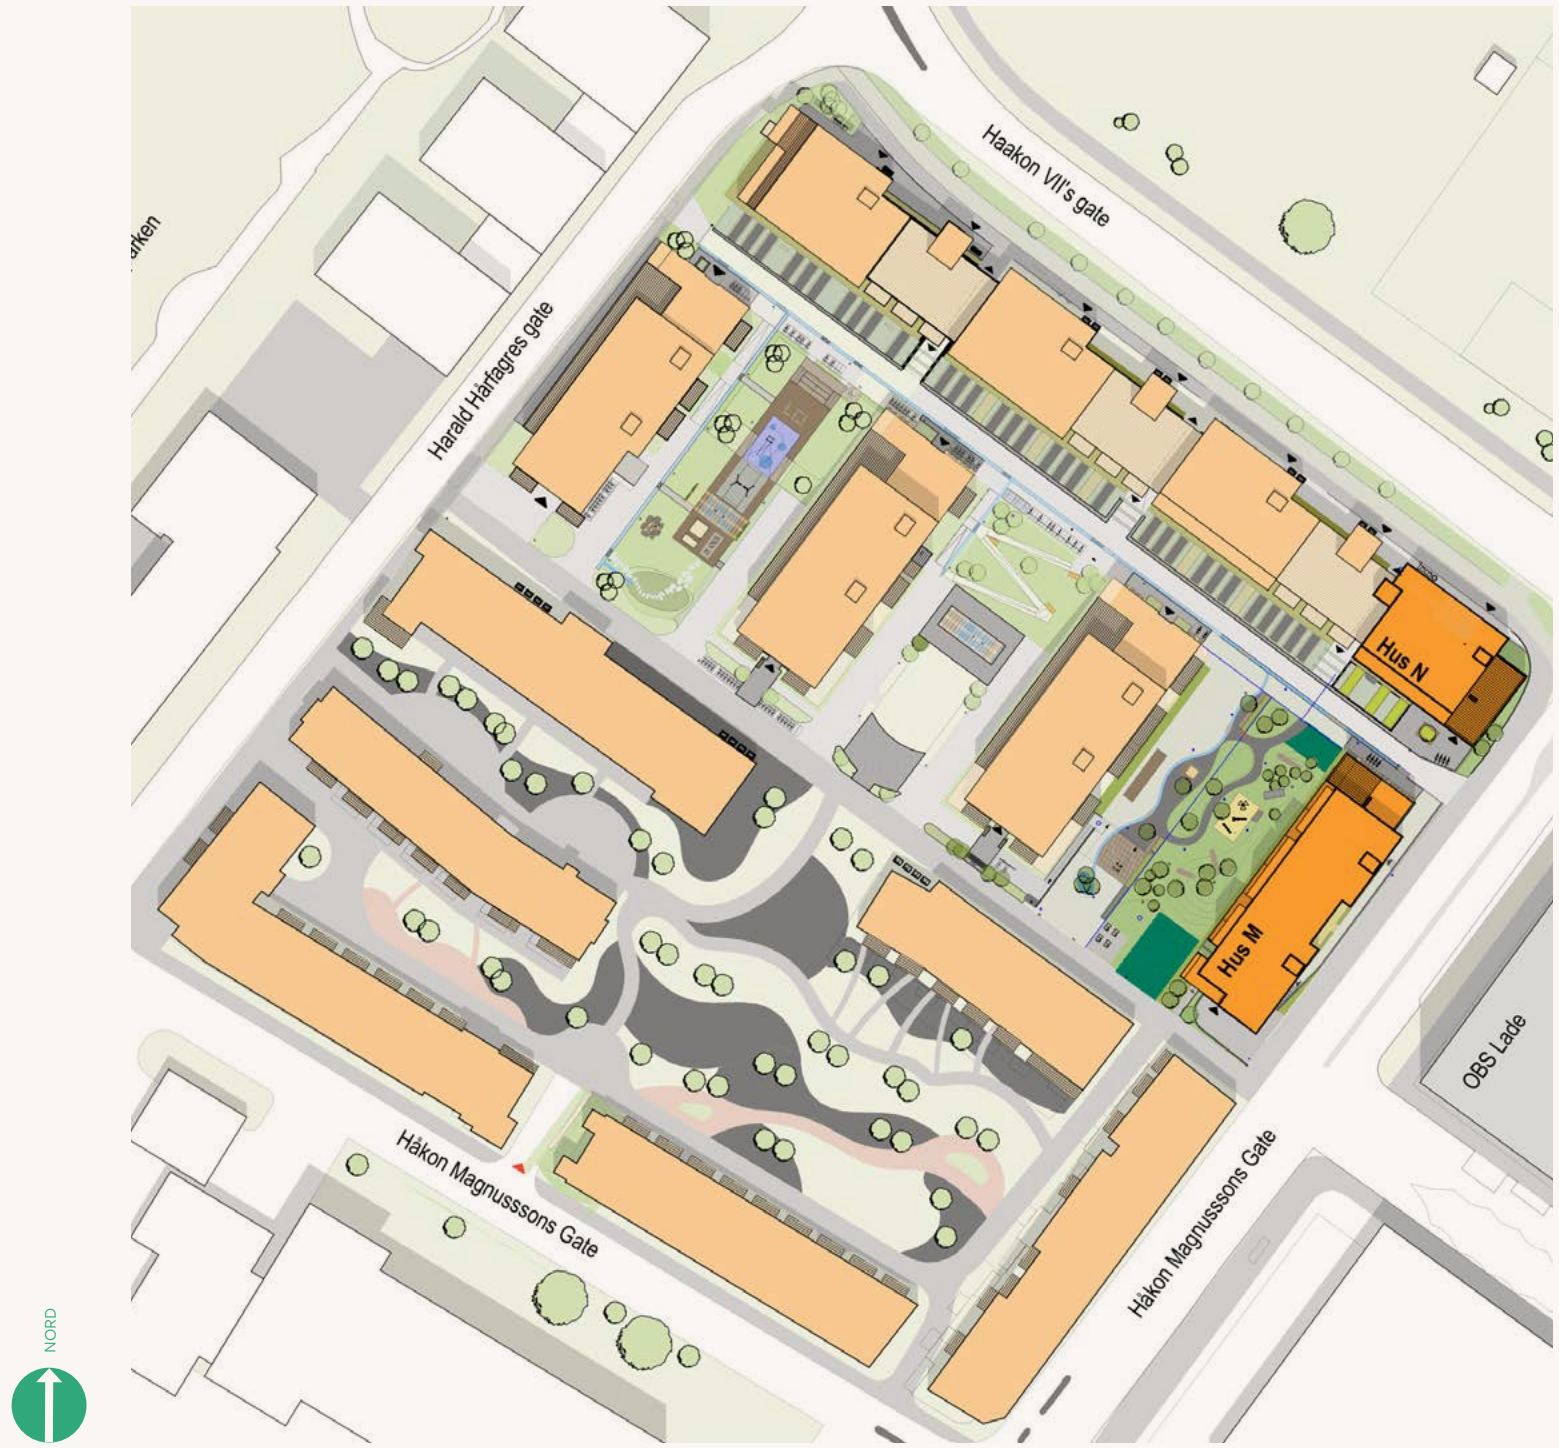 Haakon VII's gate
arken
Harald Hårfagres gate
Hus N
Hus M
OBS Lade
Håkon Magnusssons Gate
Håkon Magnusssons Gate
NORD